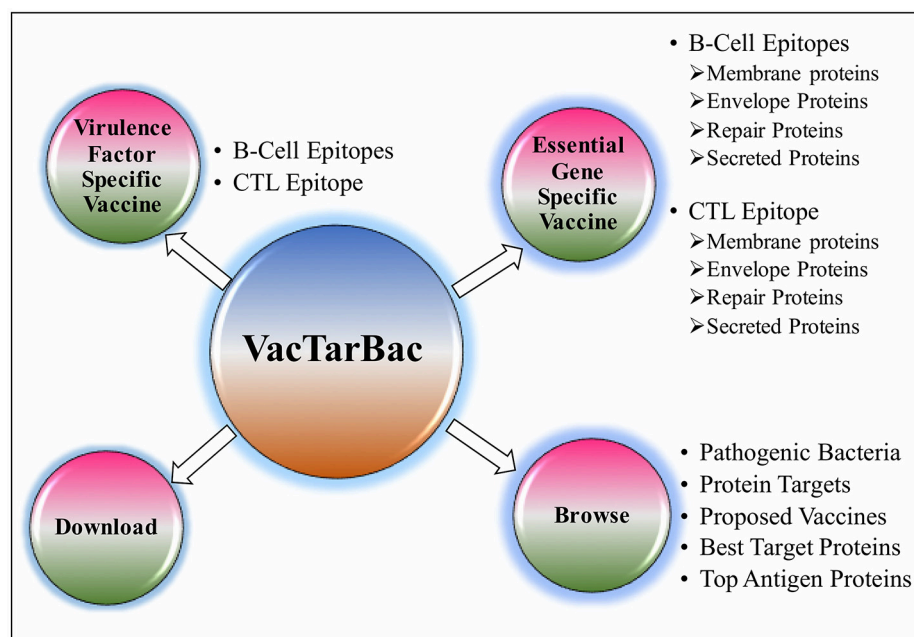 Virulence
Factor
Specific
Vaccine
• B-Cell Epitopes
• CTL Epitope
Essential
Gene
Specific
Vaccine
• B-Cell Epitopes
➢Membrane proteins
➢Envelope Proteins
➢Repair Proteins
➢Secreted Proteins
• CTL Epitope
➢Membrane proteins
➢Envelope Proteins
➢Repair Proteins
➢Secreted Proteins
VacTarBac
Download
Browse
• Pathogenic Bacteria
• Protein Targets
• Proposed Vaccines
• Best Target Proteins
• Top Antigen Proteins